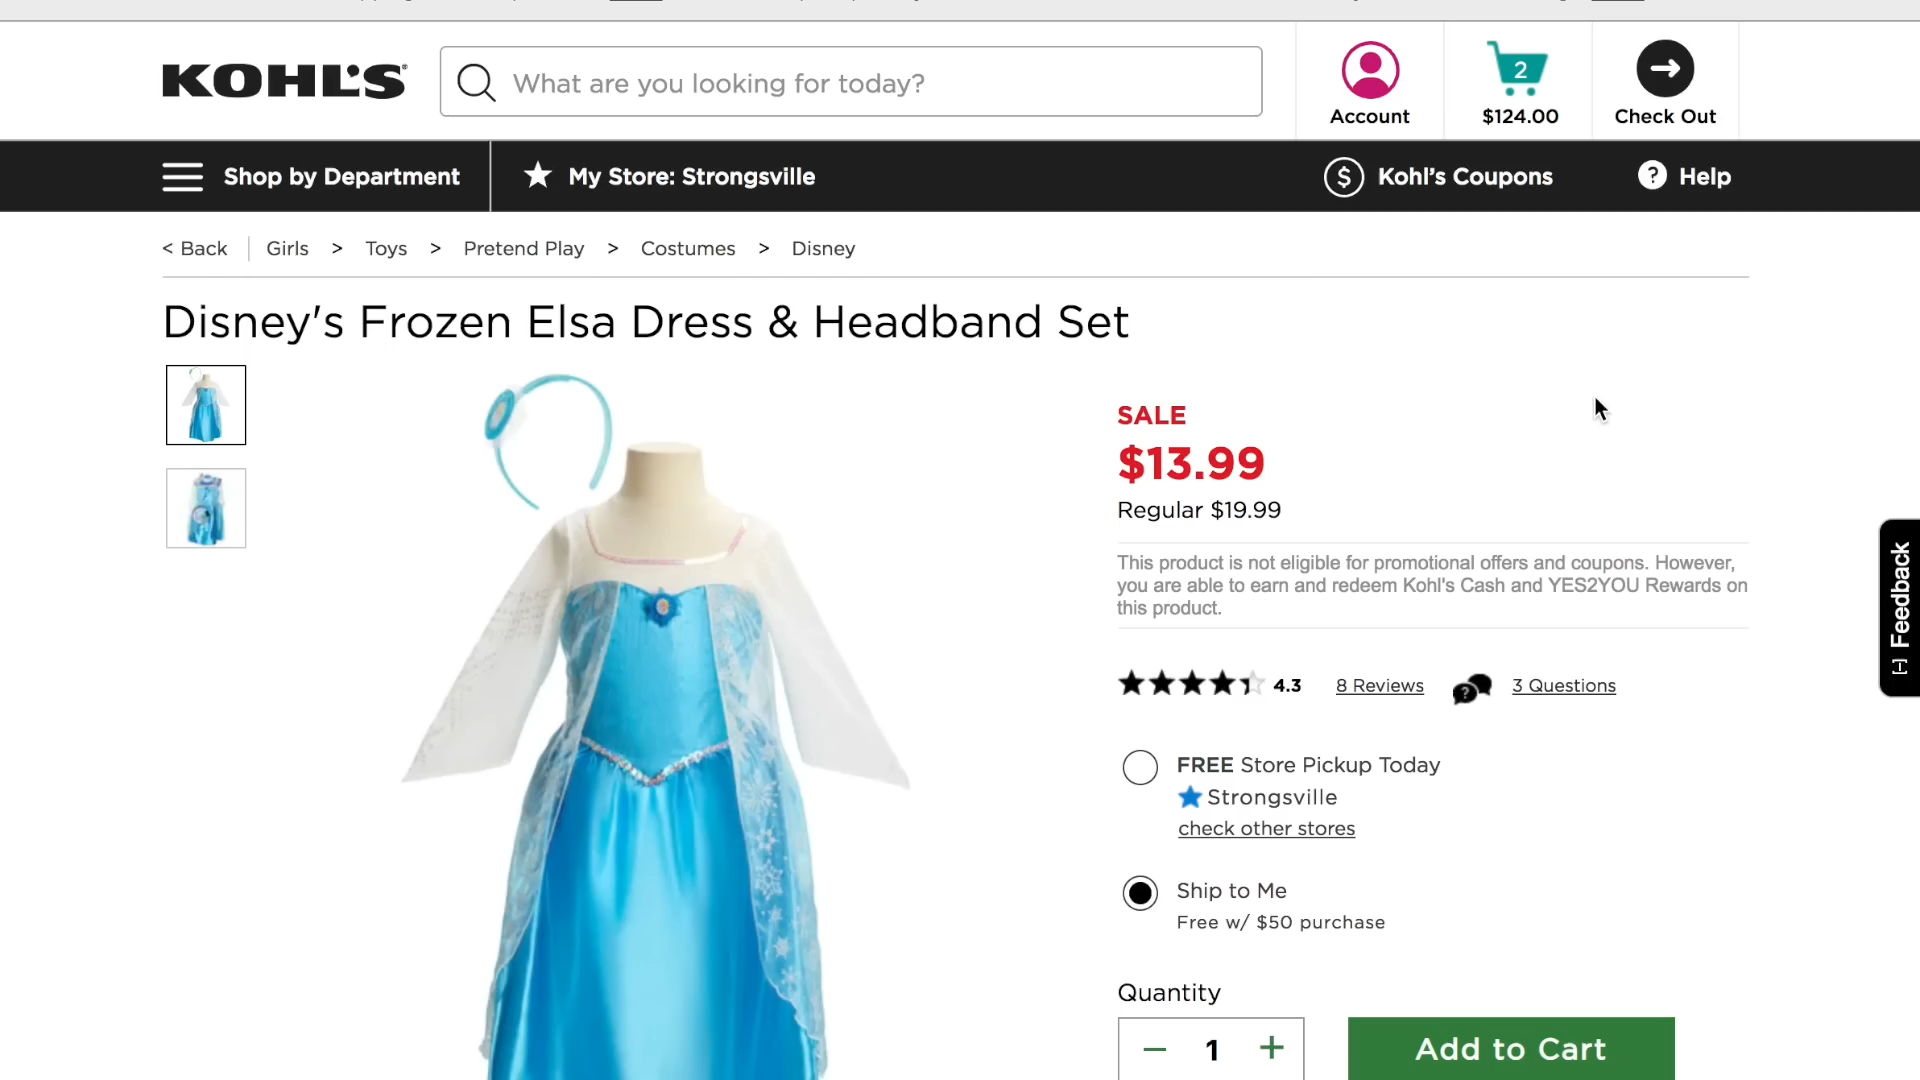 KOHL'S
What are you looking for today?
Account
2
$124.00
Check Out
Shop by Department
My Store: Strongsville
$ Kohl's Coupons
? Help
< Back
Girls > Toys > Pretend Play > Costumes > Disney
Disney's Frozen Elsa Dress & Headband Set
SALE
$13.99
Regular $19.99
This product is not eligible for promotional offers and coupons. However,
you are able to earn and redeem Kohl's Cash and YES2YOU Rewards on
this product.
4.3 8 Reviews ? 3 Questions
FREE Store Pickup Today
Strongsville
check other stores
Ship to Me
Free w/ $50 purchase
Quantity
− 1 +
Add to Cart
[-] Feedback